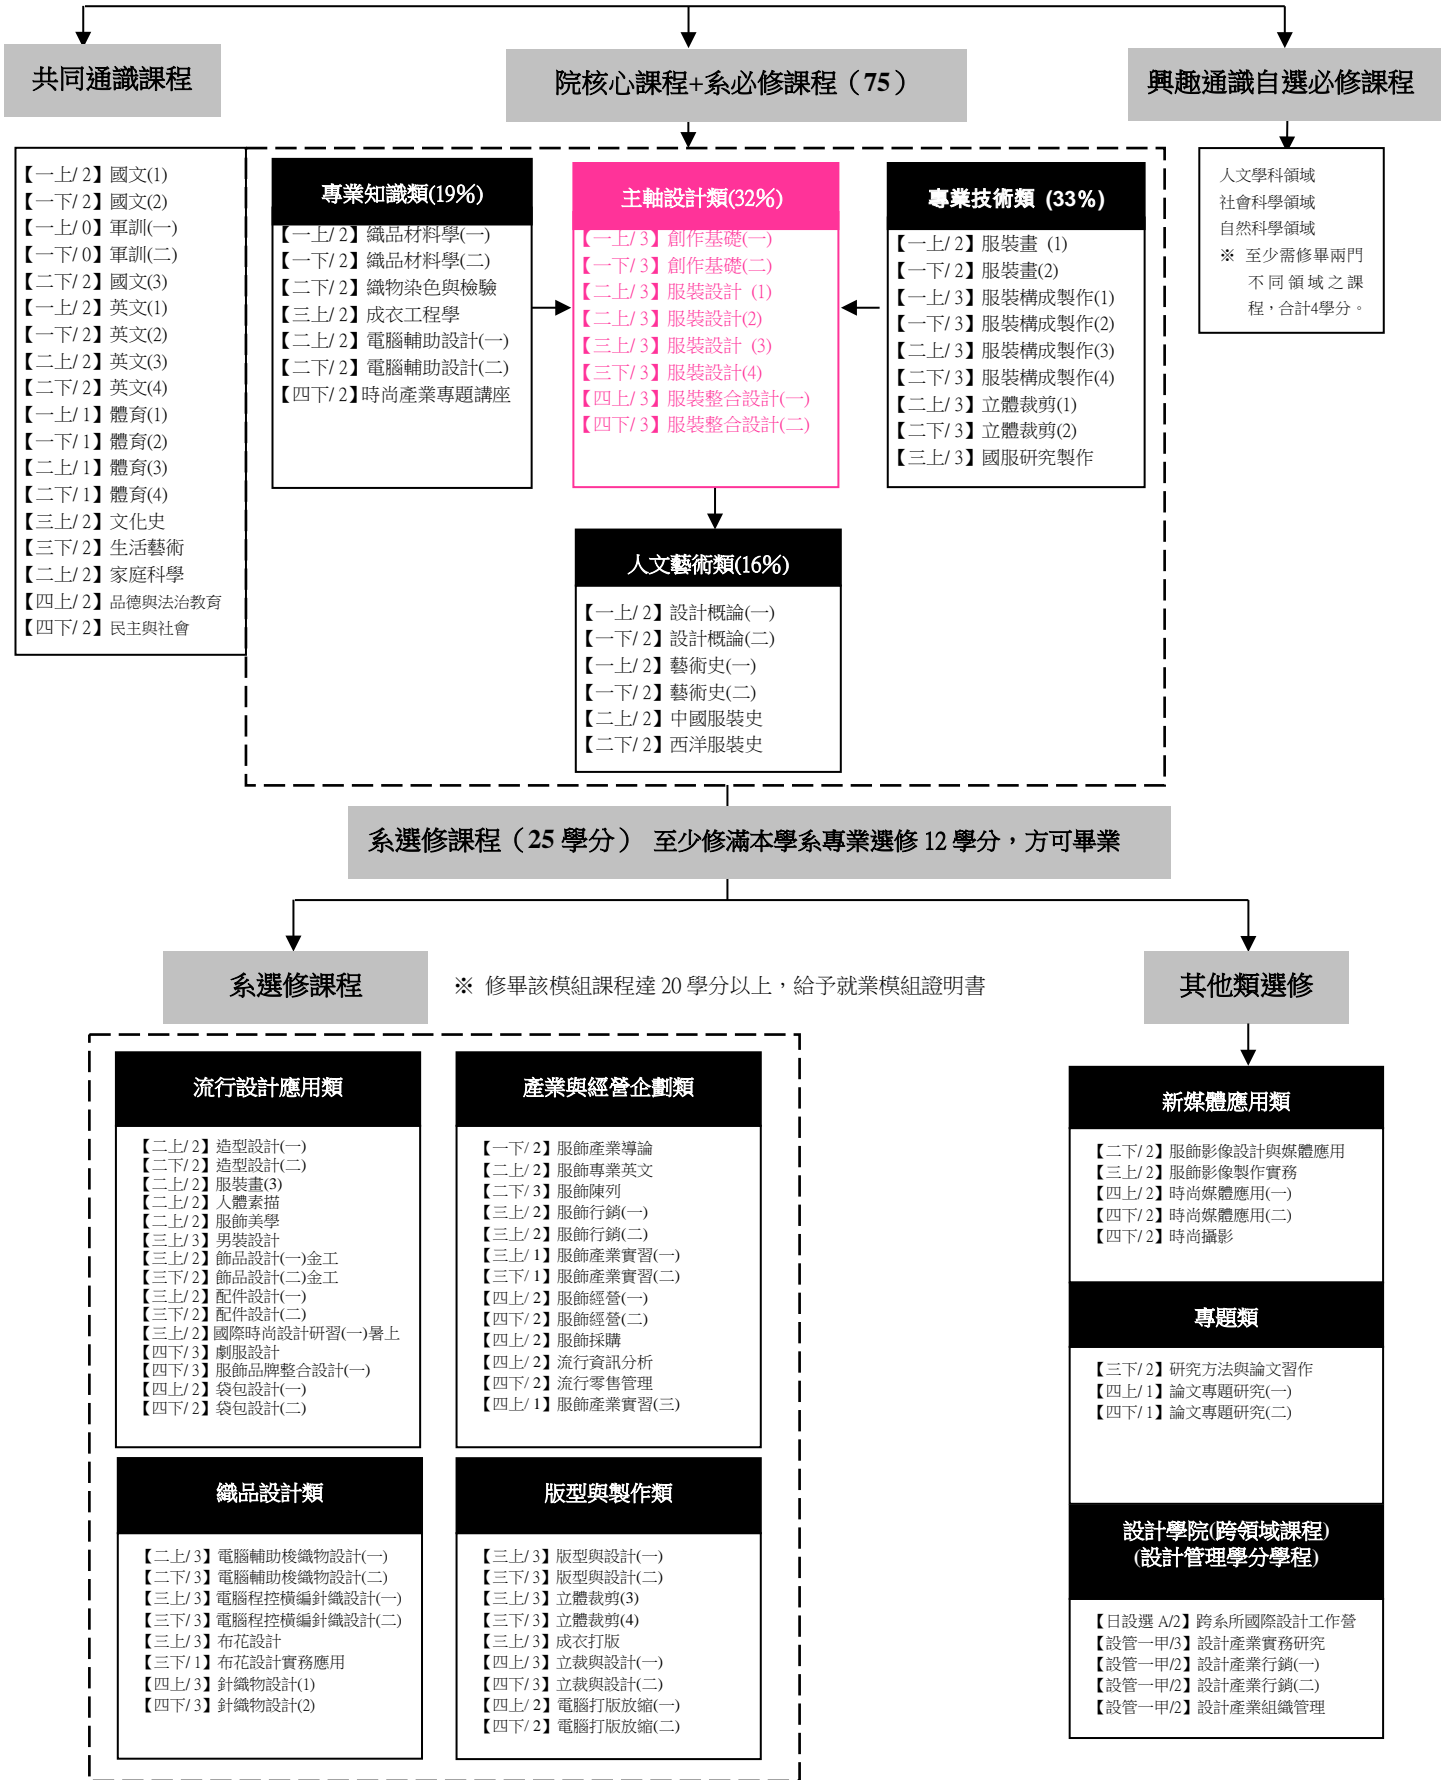 共同通識課程
院核心課程+系必修課程（75）
興趣通識自選必修課程
【一上/ 2】國文(1)
【一下/ 2】國文(2)
【一上/ 0】軍訓(一)
【一下/ 0】軍訓(二)
【二下/ 2】國文(3)
【一上/ 2】英文(1)
【一下/ 2】英文(2)
【二上/ 2】英文(3)
【二下/ 2】英文(4)
【一上/ 1】體育(1)
【一下/ 1】體育(2)
【二上/ 1】體育(3)
【二下/ 1】體育(4)
【三上/ 2】文化史
【三下/ 2】生活藝術
【二上/ 2】家庭科學
【四上/ 2】品德與法治教育
【四下/ 2】民主與社會
專業知識類(19%)
【一上/ 2】織品材料學(一)
【一下/ 2】織品材料學(二)
【二下/ 2】織物染色與檢驗
【三上/ 2】成衣工程學
【二上/ 2】電腦輔助設計(一)
【二下/ 2】電腦輔助設計(二)
【四下/ 2】時尚產業專題講座
主軸設計類(32%)
【一上/ 3】創作基礎(一)
【一下/ 3】創作基礎(二)
【二上/ 3】服裝設計 (1)
【二上/ 3】服裝設計(2)
【三上/ 3】服裝設計 (3)
【三下/ 3】服裝設計(4)
【四上/ 3】服裝整合設計(一)
【四下/ 3】服裝整合設計(二)
專業技術類 (33%)
【一上/ 2】服裝畫 (1)
【一下/ 2】服裝畫(2)
【一上/ 3】服裝構成製作(1)
【一下/ 3】服裝構成製作(2)
【二上/ 3】服裝構成製作(3)
【二下/ 3】服裝構成製作(4)
【二上/ 3】立體裁剪(1)
【二下/ 3】立體裁剪(2)
【三上/ 3】國服研究製作
人文學科領域
社會科學領域
自然科學領域
※ 至少需修畢兩門
不同領域之課
程，合計4學分。
人文藝術類(16%)
【一上/ 2】設計概論(一)
【一下/ 2】設計概論(二)
【一上/ 2】藝術史(一)
【一下/ 2】藝術史(二)
【二上/ 2】中國服裝史
【二下/ 2】西洋服裝史
系選修課程（25 學分） 至少修滿本學系專業選修 12 學分，方可畢業
系選修課程
※ 修畢該模組課程達 20 學分以上，給予就業模組證明書
其他類選修
流行設計應用類
【二上/ 2】造型設計(一)
【二下/ 2】造型設計(二)
【二上/ 2】服裝畫(3)
【二上/ 2】人體素描
【二上/ 2】服飾美學
【三上/ 3】男裝設計
【三上/ 2】飾品設計(一)金工
【三下/ 2】飾品設計(二)金工
【三上/ 2】配件設計(一)
【三下/ 2】配件設計(二)
【三上/ 2】國際時尚設計研習(一)暑上
【四下/ 3】劇服設計
【四下/ 3】服飾品牌整合設計(一)
【四上/ 2】袋包設計(一)
【四下/ 2】袋包設計(二)
產業與經營企劃類
【一下/ 2】服飾產業導論
【二上/ 2】服飾專業英文
【二下/ 3】服飾陳列
【三上/ 2】服飾行銷(一)
【三上/ 2】服飾行銷(二)
【三上/ 1】服飾產業實習(一)
【三下/ 1】服飾產業實習(二)
【四上/ 2】服飾經營(一)
【四下/ 2】服飾經營(二)
【四上/ 2】服飾採購
【四上/ 2】流行資訊分析
【四下/ 2】流行零售管理
【四上/ 1】服飾產業實習(三)
新媒體應用類
【二下/ 2】服飾影像設計與媒體應用
【三上/ 2】服飾影像製作實務
【四上/ 2】時尚媒體應用(一)
【四下/ 2】時尚媒體應用(二)
【四下/ 2】時尚攝影
專題類
【三下/ 2】研究方法與論文習作
【四上/ 1】論文專題研究(一)
【四下/ 1】論文專題研究(二)
織品設計類
【二上/ 3】電腦輔助梭織物設計(一)
【二下/ 3】電腦輔助梭織物設計(二)
【三上/ 3】電腦程控橫編針織設計(一)
【三下/ 3】電腦程控橫編針織設計(二)
【三上/ 3】布花設計
【三下/ 1】布花設計實務應用
【四上/ 3】針織物設計(1)
【四下/ 3】針織物設計(2)
版型與製作類
【三上/ 3】版型與設計(一)
【三下/ 3】版型與設計(二)
【三上/ 3】立體裁剪(3)
【三下/ 3】立體裁剪(4)
【三上/ 3】成衣打版
【四上/ 3】立裁與設計(一)
【四下/ 3】立裁與設計(二)
【四上/ 2】電腦打版放縮(一)
【四下/ 2】電腦打版放縮(二)
設計學院(跨領域課程)
(設計管理學分學程)
【日設選 A/2】跨系所國際設計工作營
【設管一甲/3】設計產業實務研究
【設管一甲/2】設計產業行銷(一)
【設管一甲/2】設計產業行銷(二)
【設管一甲/2】設計產業組織管理